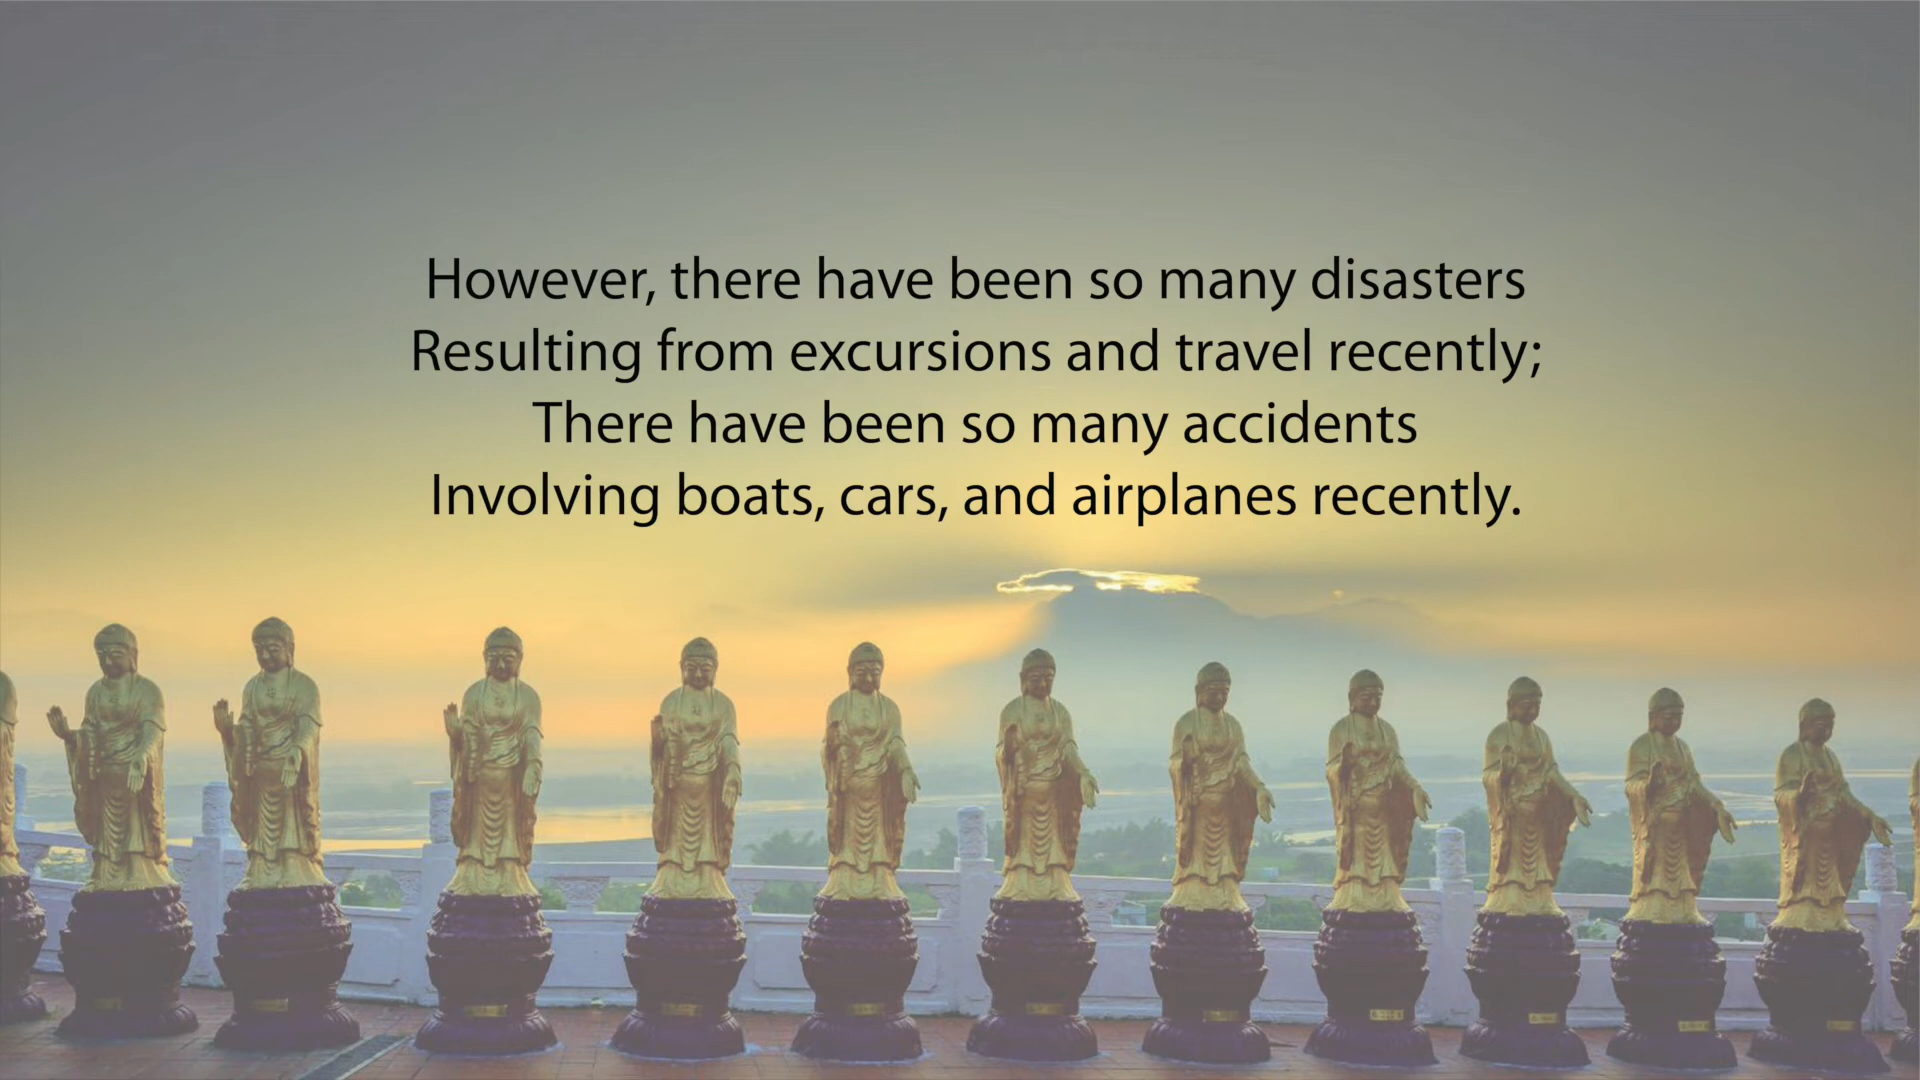 However, there have been so many disasters
Resulting from excursions and travel recently;
There have been so many accidents
Involving boats, cars, and airplanes recently.